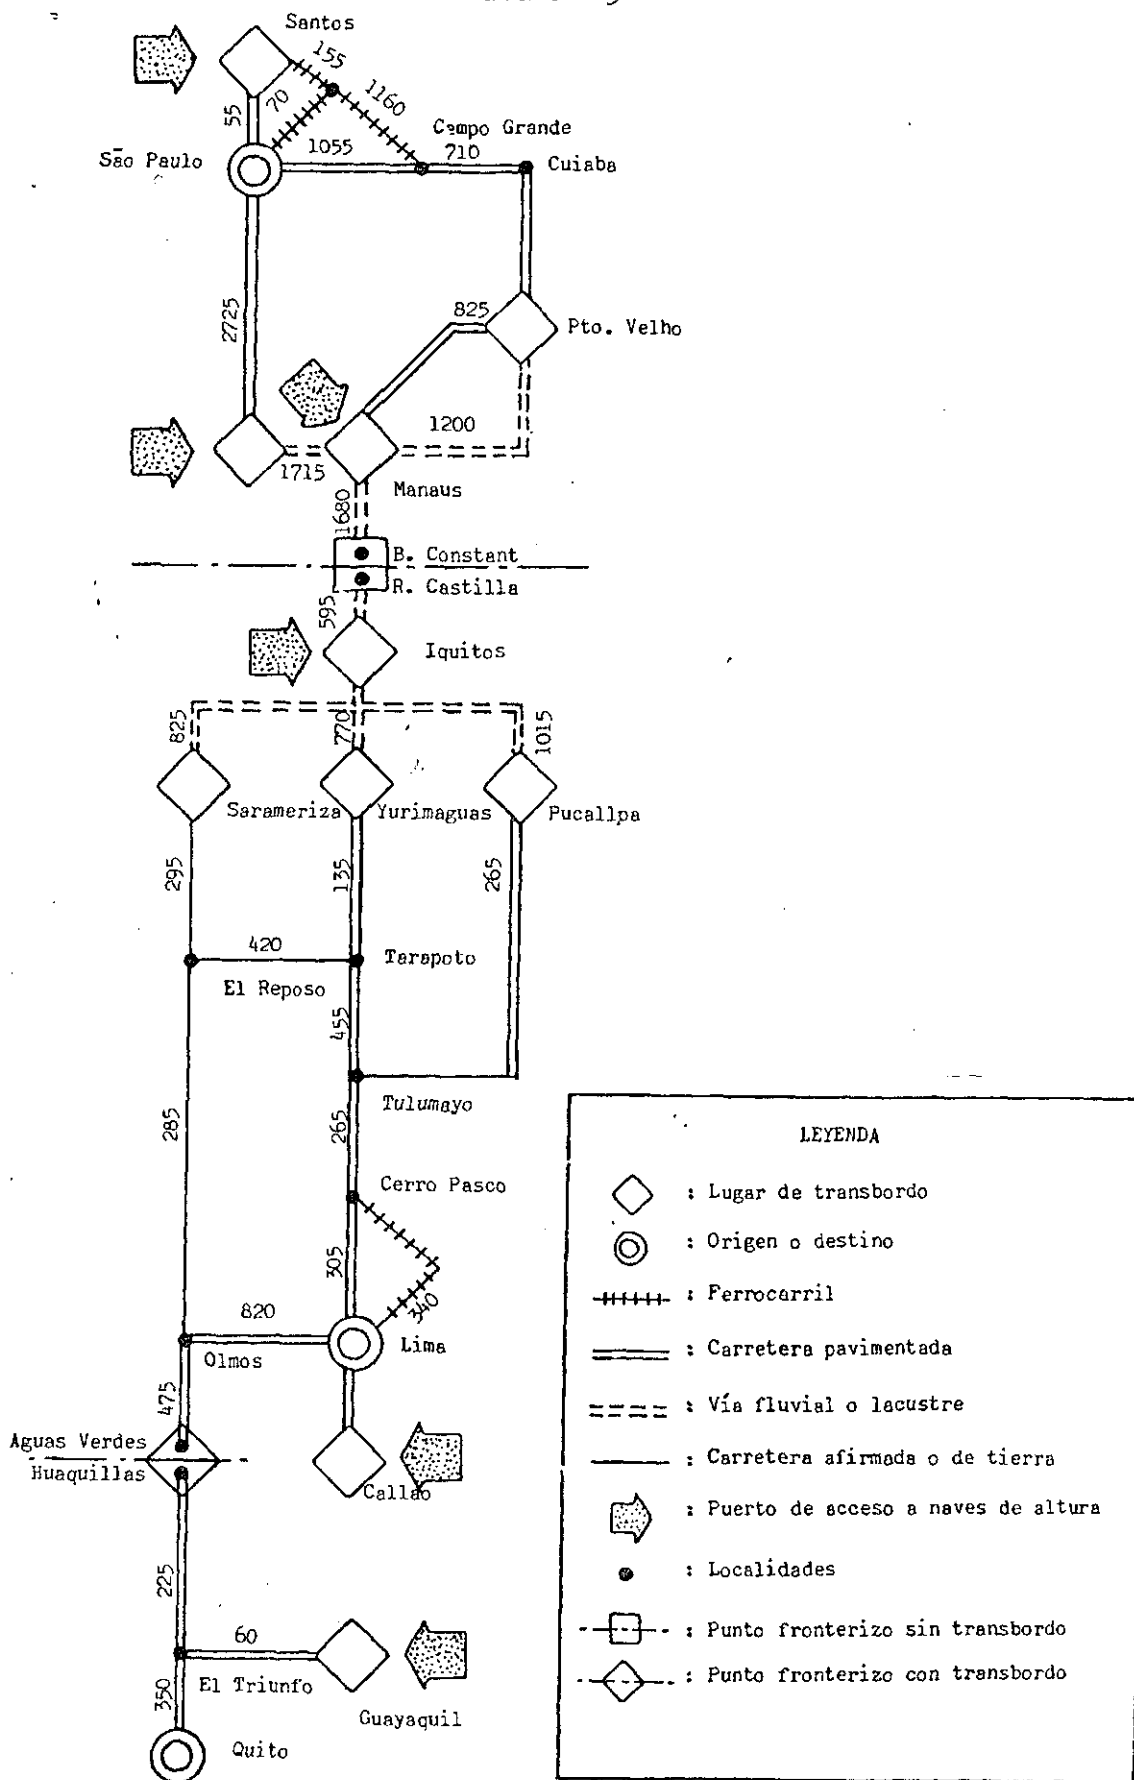 Santos
155
70
1160
55
Campo Grande
São Paulo
1055
710
Cuiaba
2725
825
Pto. Velho
1200
1715
Manaus
1680
B. Constant
R. Castilla
595
Iquitos
825
770
1015
Sarameriza
Yurimaguas
Pucallpa
295
135
265
420
Tarapoto
El Reposo
455
285
Tulumayo
265
Cerro Pasco
305
340
820
Lima
Olmos
475
Aguas Verdes
Huaquillas
Callao
225
60
El Triunfo
350
Guayaquil
Quito
LEYENDA
: Lugar de transbordo
: Origen o destino
: Ferrocarril
: Carretera pavimentada
: Vía fluvial o lacustre
: Carretera afirmada o de tierra
: Puerto de acceso a naves de altura
: Localidades
: Punto fronterizo sin transbordo
: Punto fronterizo con transbordo